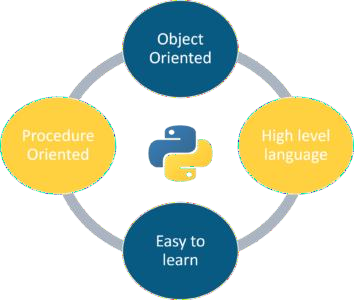 Object
Oriented
Procedure
Oriented
High level
language
Easy to
learn